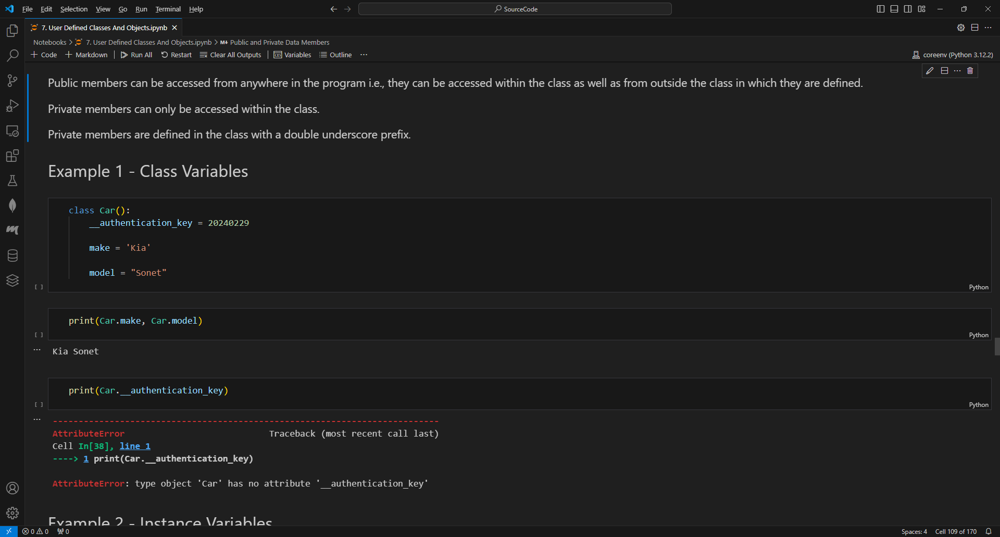 File Edit Selection View Go Run Terminal Help
SourceCode
7. User Defined Classes And Objects.ipynb
Notebooks > 7. User Defined Classes And Objects.ipynb > M↓ Public and Private Data Members
+ Code + Markdown | Run All Restart Clear All Outputs | Variables Outline ...
coreenv (Python 3.12.2)
Public members can be accessed from anywhere in the program i.e., they can be accessed within the class as well as from outside the class in which they are defined.
Private members can only be accessed within the class.
Private members are defined in the class with a double underscore prefix.
Example 1 - Class Variables
class Car():
__authentication_key = 20240229
make = 'Kia'
model = "Sonet"
[ ]
Python
print(Car.make, Car.model)
[ ]
Python
... Kia Sonet
print(Car.__authentication_key)
[ ]
Python
...
---------------------------------------------------------------------------
AttributeError Traceback (most recent call last)
Cell In[38], line 1
----> 1 print(Car.__authentication_key)
AttributeError: type object 'Car' has no attribute '__authentication_key'
Example 2 - Instance Variables
0 0 0
Spaces: 4 Cell 109 of 170